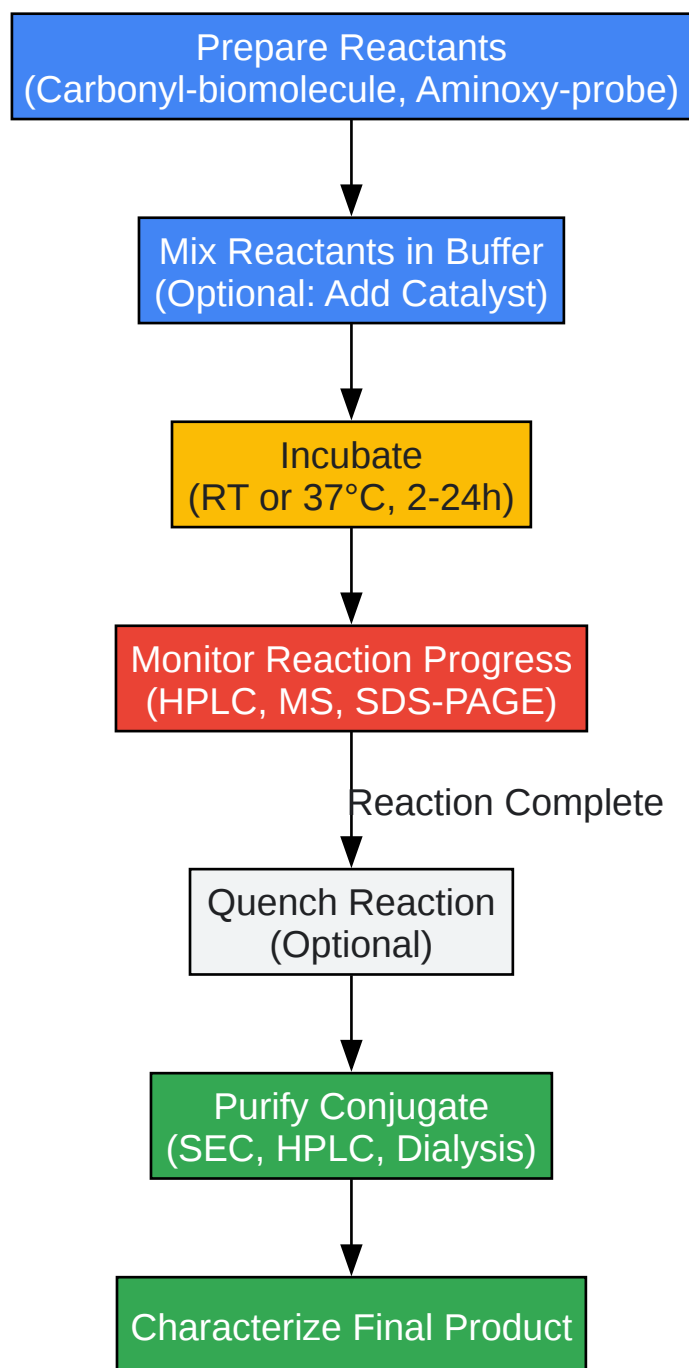 Prepare Reactants
(Carbonyl-biomolecule, Aminoxy-probe)
Mix Reactants in Buffer
(Optional: Add Catalyst)
Incubate
(RT or 37°C, 2-24h)
Monitor Reaction Progress
(HPLC, MS, SDS-PAGE)
Reaction Complete
Quench Reaction
(Optional)
Purify Conjugate
(SEC, HPLC, Dialysis)
Characterize Final Product